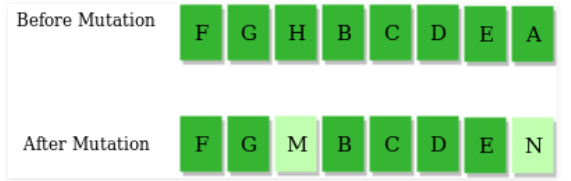 Before Mutation F G H B C D E A
After Mutation F G M B C D E N